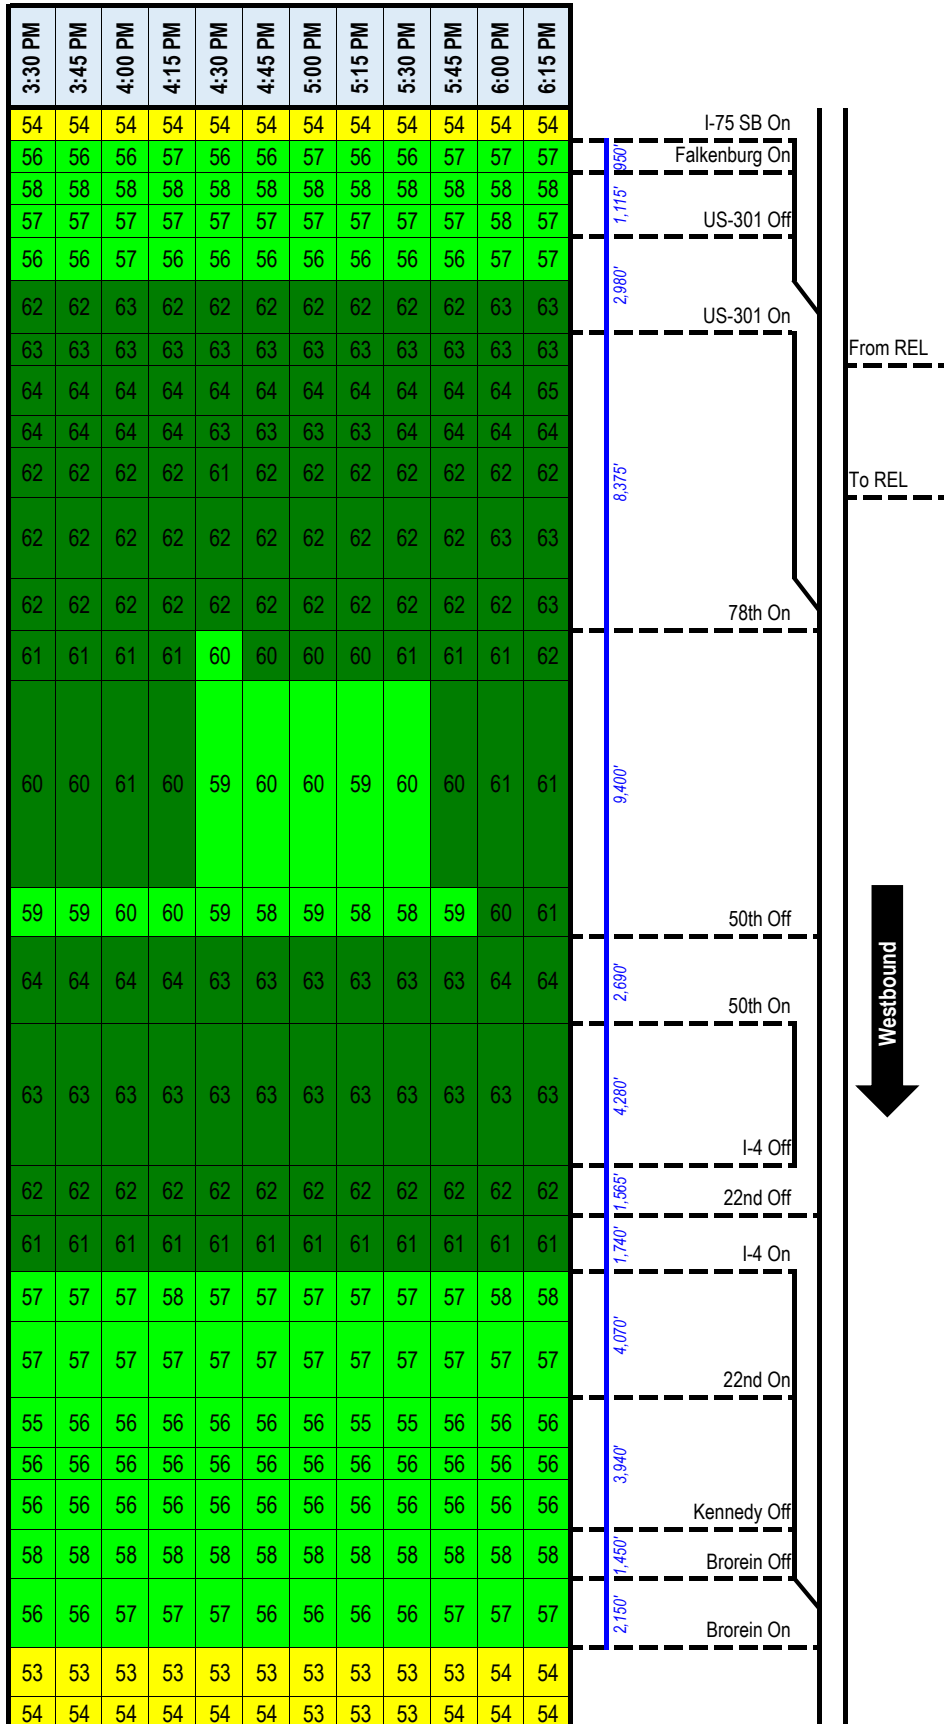 3:30 PM 3:45 PM 4:00 PM 4:15 PM 4:30 PM 4:45 PM 5:00 PM 5:15 PM 5:30 PM 5:45 PM 6:00 PM 6:15 PM
54 54 54 54 54 54 54 54 54 54 54 54 I-75 SB On
56 56 56 57 56 56 57 56 56 57 57 57 950' Falkenburg On
58 58 58 58 58 58 58 58 58 58 58 58 1,115'
57 57 57 57 57 57 57 57 57 57 58 57 US-301 Off
56 56 57 56 56 56 56 56 56 56 57 57 2,980'
62 62 63 62 62 62 62 62 62 62 63 63 US-301 On
63 63 63 63 63 63 63 63 63 63 63 63 From REL
64 64 64 64 64 64 64 64 64 64 64 65
64 64 64 64 63 63 63 63 64 64 64 64
62 62 62 62 61 62 62 62 62 62 62 62 8,375' To REL
62 62 62 62 62 62 62 62 62 62 63 63
62 62 62 62 62 62 62 62 62 62 62 63 78th On
61 61 61 61 60 60 60 60 61 61 61 62
60 60 61 60 59 60 60 59 60 60 61 61 9,400'
59 59 60 60 59 58 59 58 58 59 60 61 50th Off
64 64 64 64 63 63 63 63 63 63 64 64 2,690' 50th On
Westbound
63 63 63 63 63 63 63 63 63 63 63 63 4,280' I-4 Off
62 62 62 62 62 62 62 62 62 62 62 62 1,565' 22nd Off
61 61 61 61 61 61 61 61 61 61 61 61 1,740' I-4 On
57 57 57 58 57 57 57 57 57 57 58 58 4,070'
57 57 57 57 57 57 57 57 57 57 57 57 22nd On
55 56 56 56 56 56 56 55 55 56 56 56
56 56 56 56 56 56 56 56 56 56 56 56 3,940'
56 56 56 56 56 56 56 56 56 56 56 56 Kennedy Off
58 58 58 58 58 58 58 58 58 58 58 58 1,450' Brorein Off
56 56 57 57 57 56 56 56 56 57 57 57 2,150' Brorein On
53 53 53 53 53 53 53 53 53 53 54 54
54 54 54 54 54 54 53 53 53 54 54 54